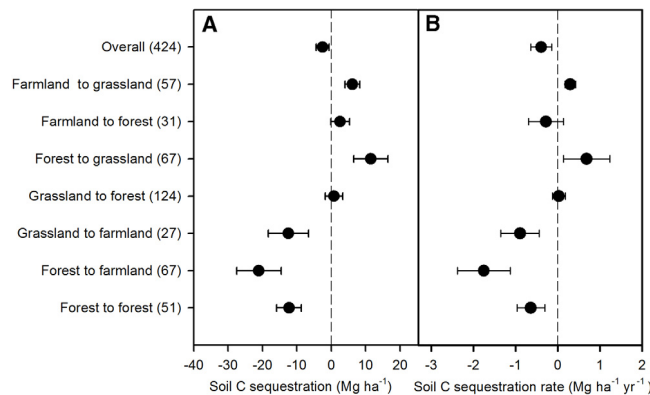 A
B
Overall (424)
Farmland  to grassland (57)
Farmland to forest (31)
Forest to grassland (67)
Grassland to forest (124)
Grassland to farmland (27)
Forest to farmland (67)
Forest to forest (51)
-40 -30 -20 -10 0 10 20
-3 -2 -1 0 1 2
Soil C sequestration (Mg ha⁻¹)
Soil C sequestration rate (Mg ha⁻¹ yr⁻¹)